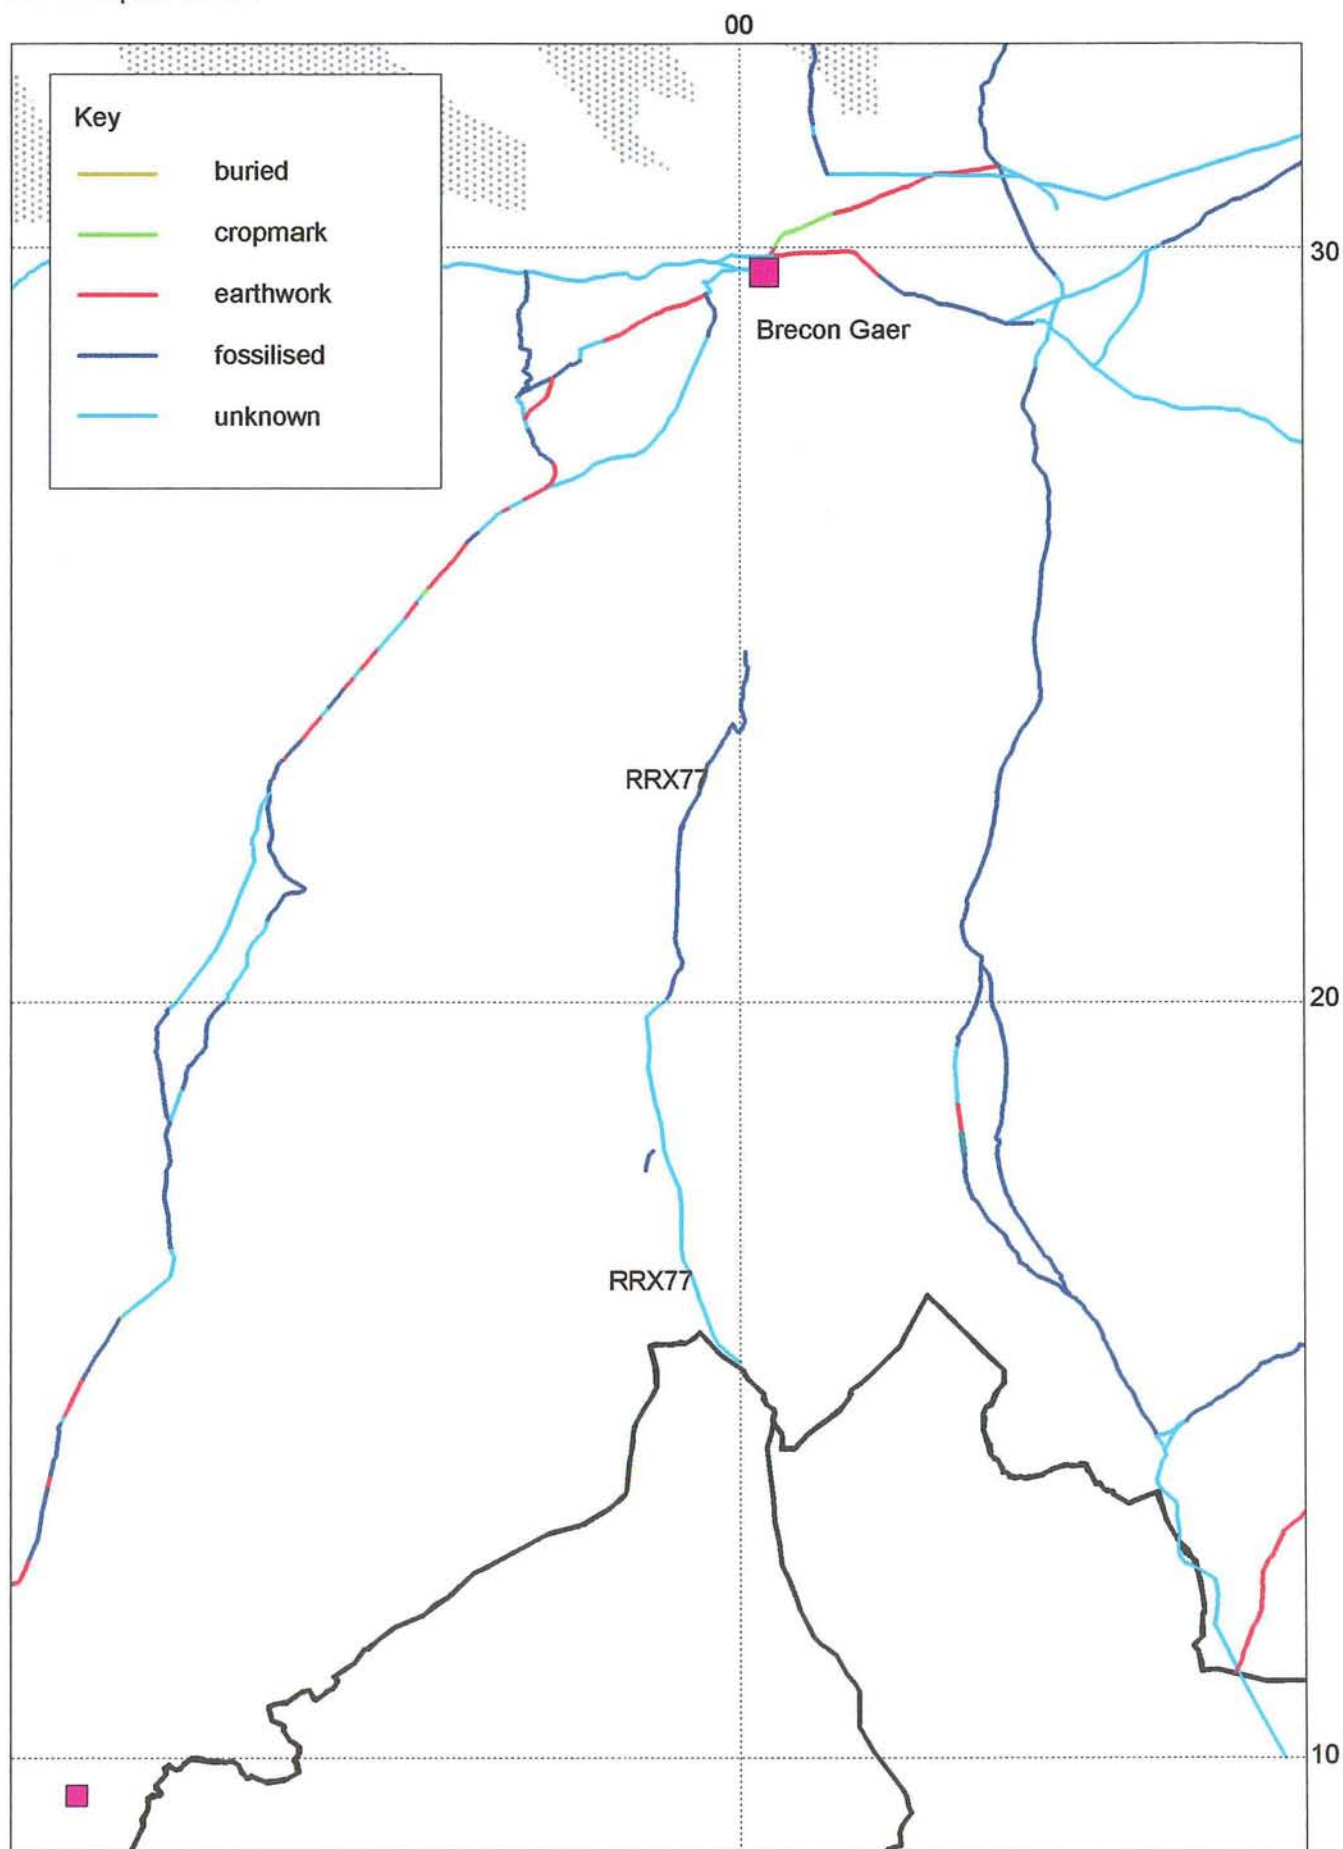 00
Key
buried
cropmark
earthwork
fossilised
unknown
30
Brecon Gaer
RRX77
20
RRX77
10